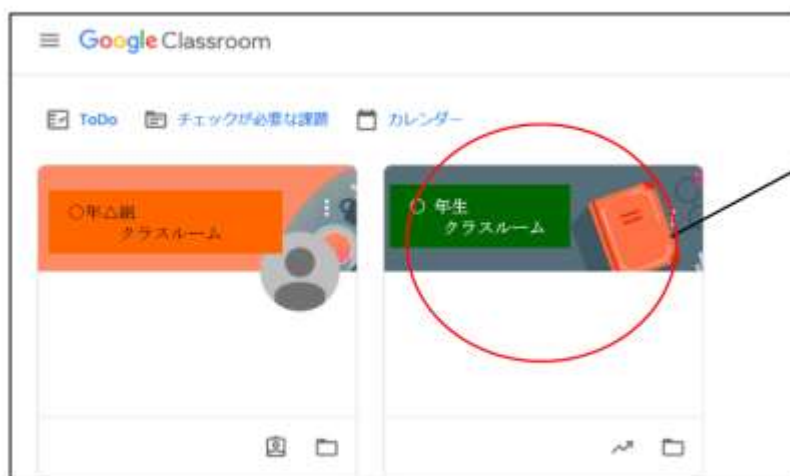 Google Classroom
ToDo チェックが必要な課題 カレンダー
○年△組
クラスルーム
○ 年生
クラスルーム